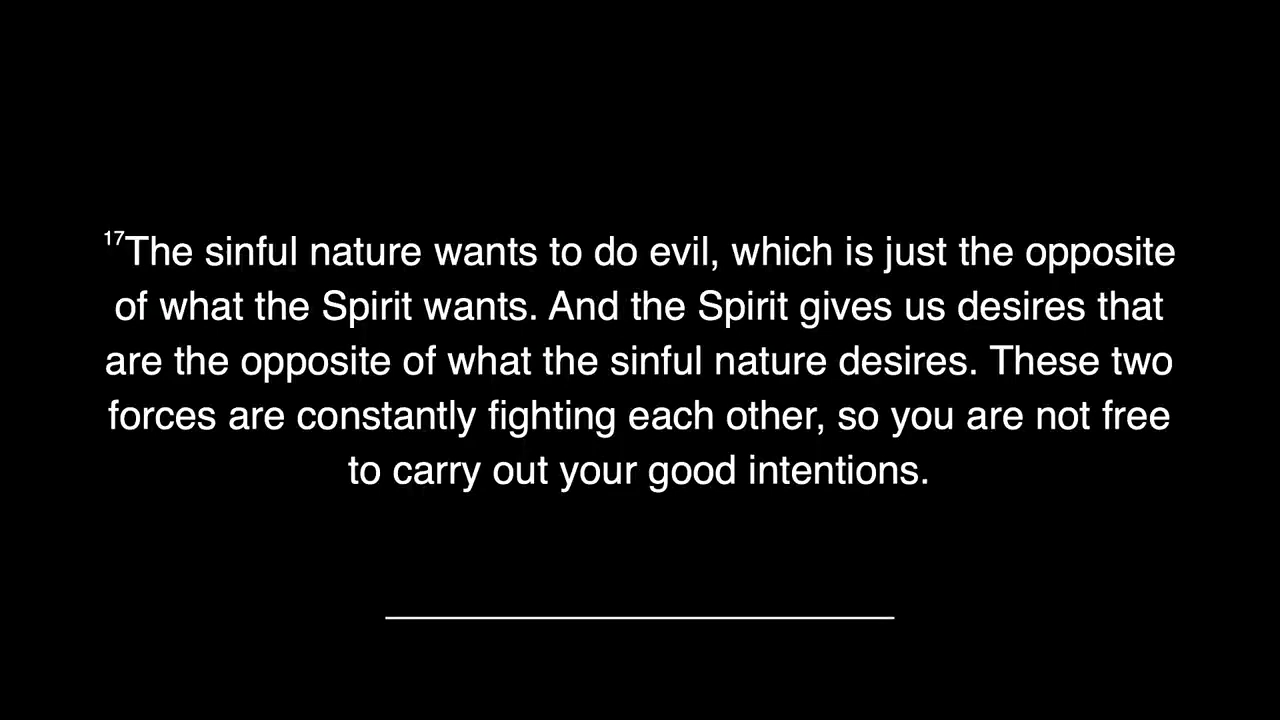 17The sinful nature wants to do evil, which is just the opposite
of what the Spirit wants. And the Spirit gives us desires that
are the opposite of what the sinful nature desires. These two
forces are constantly fighting each other, so you are not free
to carry out your good intentions.